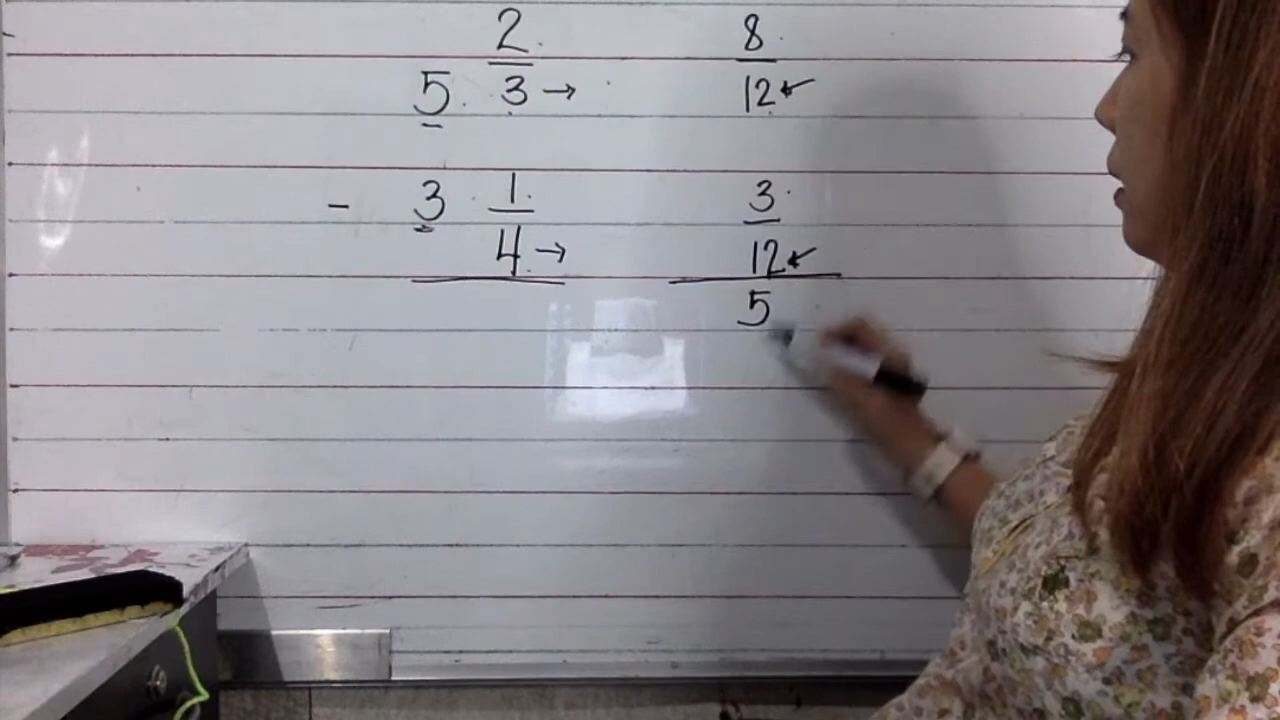 2 8
5 3 → 12 ←
- 3 1 3
4 → 12 ←
5